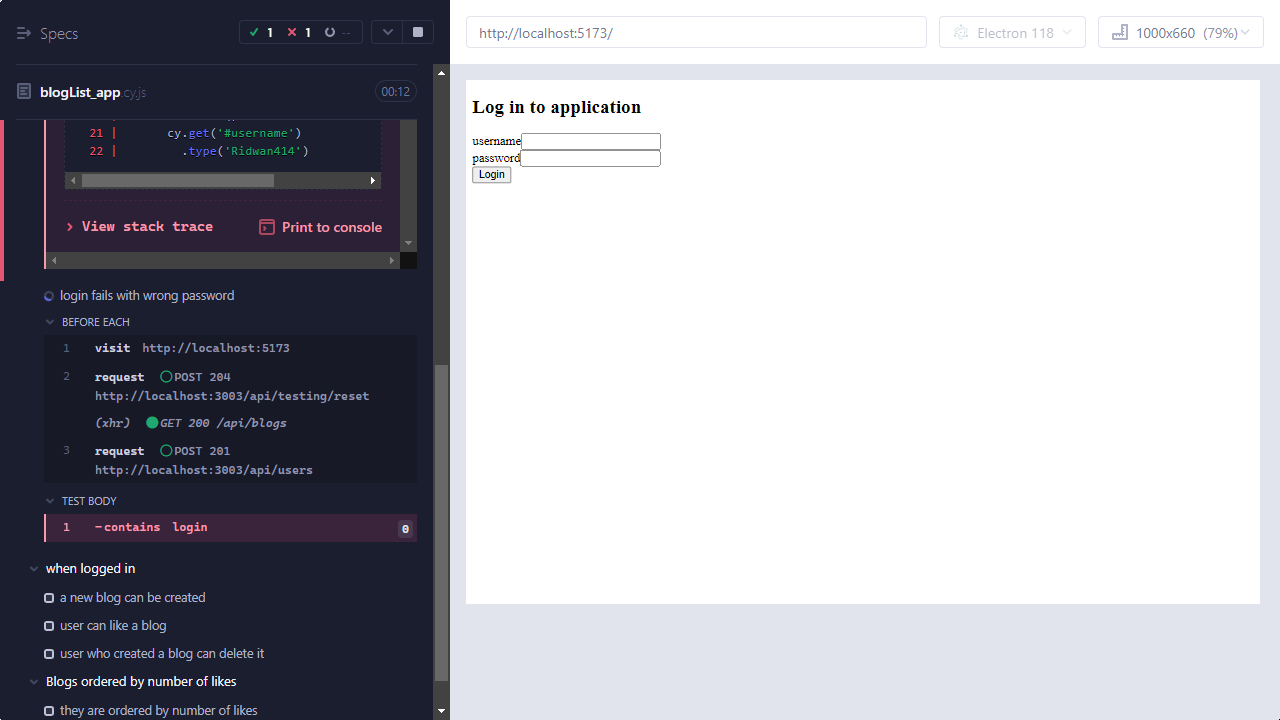 Specs
1
1
--
http://localhost:5173/
Electron 118
1000x660 (79%)
blogList_app.cy.js
00:12
21 | cy.get('#username')
22 | .type('Ridwan414')
View stack trace
Print to console
login fails with wrong password
BEFORE EACH
1 visit http://localhost:5173
2 request POST 204
http://localhost:3003/api/testing/reset
(xhr) GET 200 /api/blogs
3 request POST 201
http://localhost:3003/api/users
TEST BODY
1 -contains login 0
when logged in
a new blog can be created
user can like a blog
user who created a blog can delete it
Blogs ordered by number of likes
they are ordered by number of likes
Log in to application
username
password
Login